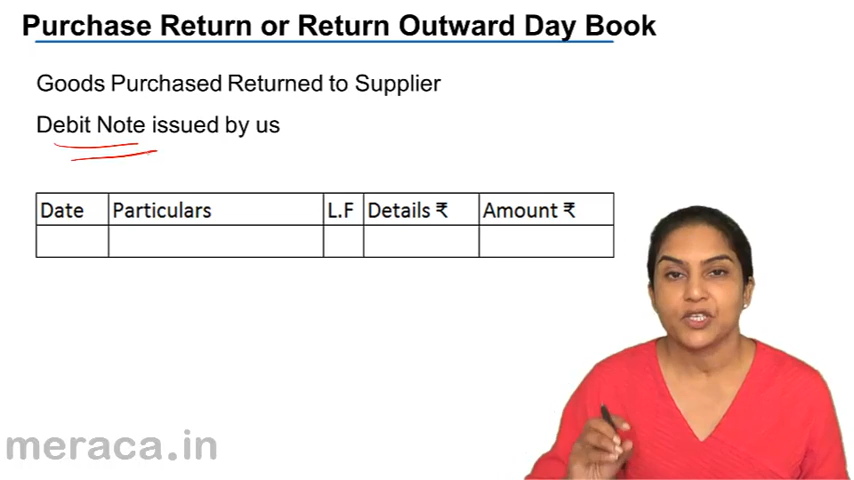 Purchase Return or Return Outward Day Book
Goods Purchased Returned to Supplier
Debit Note issued by us
Date Particulars L.F Details ₹ Amount ₹
meraca.in